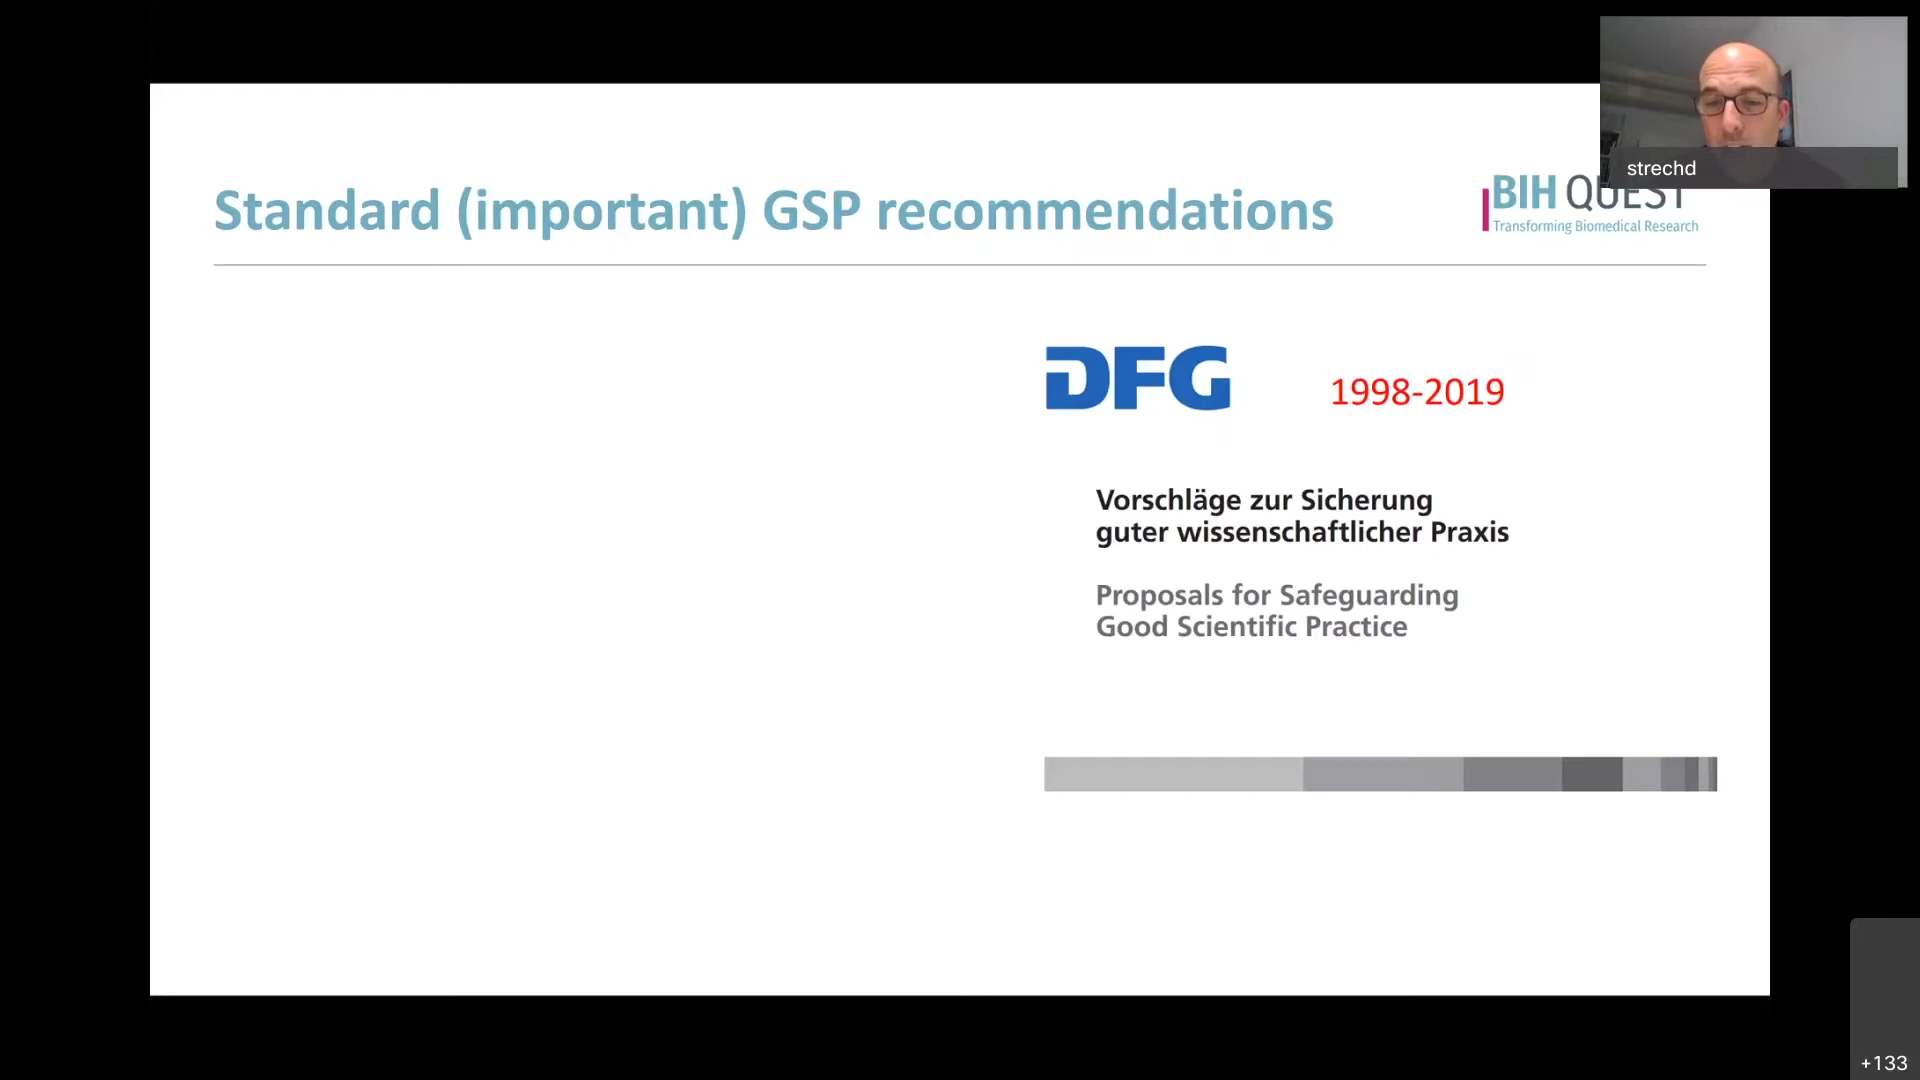 strechd
Standard (important) GSP recommendations
BIH QUEST
Transforming Biomedical Research
DFG
1998-2019
Vorschläge zur Sicherung
guter wissenschaftlicher Praxis
Proposals for Safeguarding
Good Scientific Practice
+133